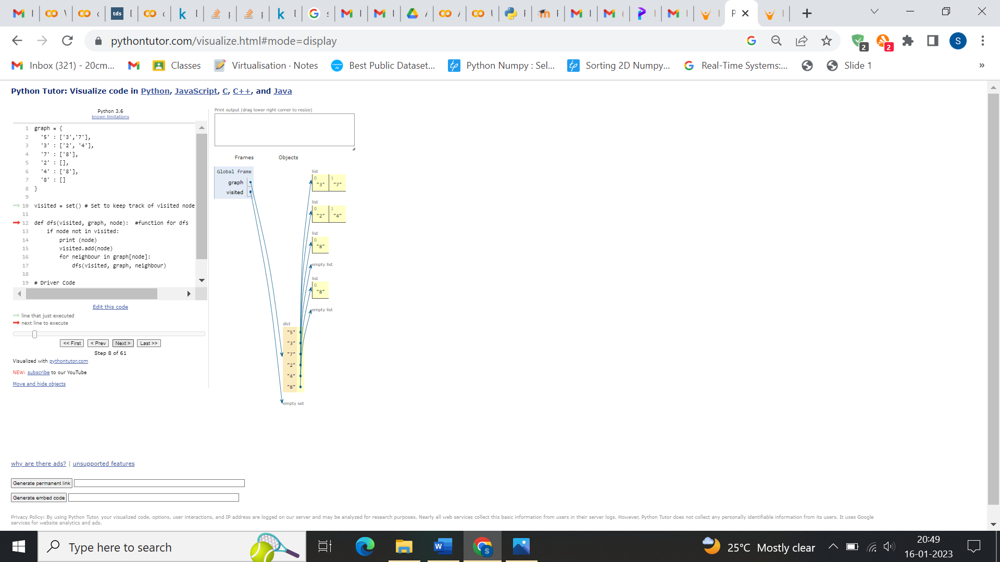 tds
P
pythontutor.com/visualize.html#mode=display
2
2
S
Inbox (321) - 20cm...
Classes
Virtualisation · Notes
Best Public Dataset...
tp
Python Numpy : Sel...
tp
Sorting 2D Numpy...
Real-Time Systems:...
Slide 1
»
Python Tutor: Visualize code in Python, JavaScript, C, C++, and Java
Python 3.6
known limitations
1 graph = {
2 '5' : ['3','7'],
3 '3' : ['2', '4'],
4 '7' : ['8'],
5 '2' : [],
6 '4' : ['8'],
7 '8' : []
8 }
9
10 visited = set() # Set to keep track of visited node
11
12 def dfs(visited, graph, node): #function for dfs
13 if node not in visited:
14 print (node)
15 visited.add(node)
16 for neighbour in graph[node]:
17 dfs(visited, graph, neighbour)
18
19 # Driver Code
Edit this code
line that just executed
next line to execute
<< First
< Prev
Next >
Last >>
Step 8 of 61
Visualized with pythontutor.com
NEW: subscribe to our YouTube
Move and hide objects
Print output (drag lower right corner to resize)
Frames
Objects
Global frame
graph
visited
list
0 1
"3" "7"
list
0 1
"2" "4"
list
0
"8"
empty list
list
0
"8"
empty list
dict
"5"
"3"
"7"
"2"
"4"
"8"
empty set
why are there ads? | unsupported features
Generate permanent link
Generate embed code
Privacy Policy: By using Python Tutor, your visualized code, options, user interactions, and IP address are logged on our server and may be analyzed for research purposes. Nearly all web services collect this basic information from users in their server logs. However, Python Tutor does not collect any personally identifiable information from its users. It uses Google
services for website analytics and ads.
Type here to search
W
S
25°C Mostly clear
20:49
16-01-2023